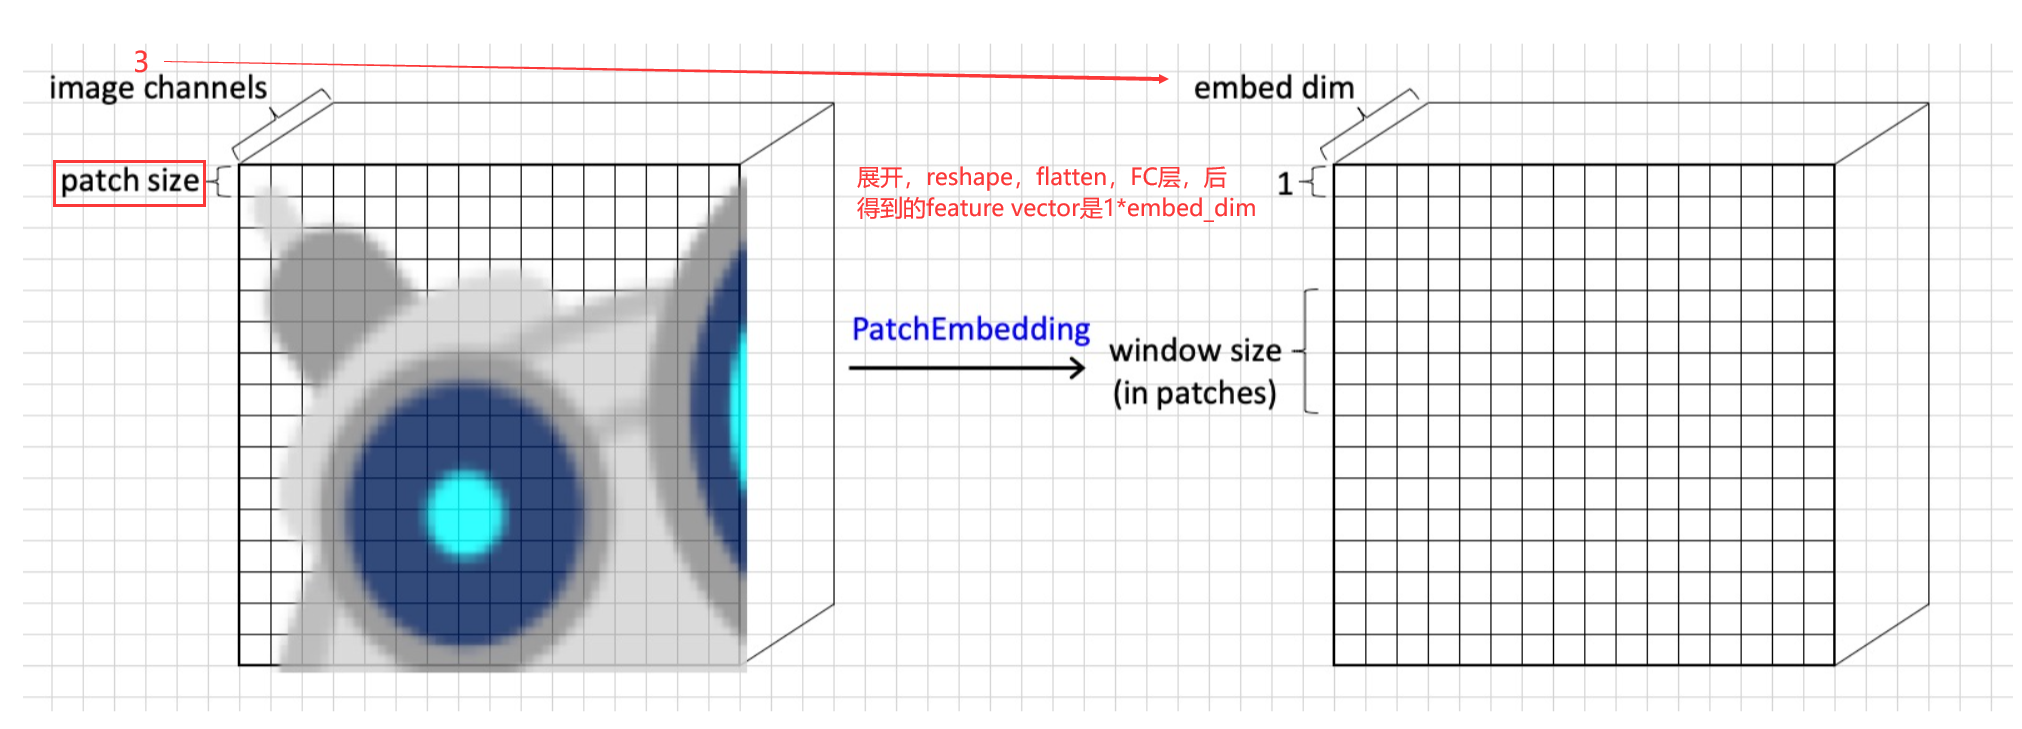 3
image channels
patch size
展开，reshape，flatten，FC层，后
得到的feature vector是1*embed_dim
PatchEmbedding
embed dim
1
window size
(in patches)